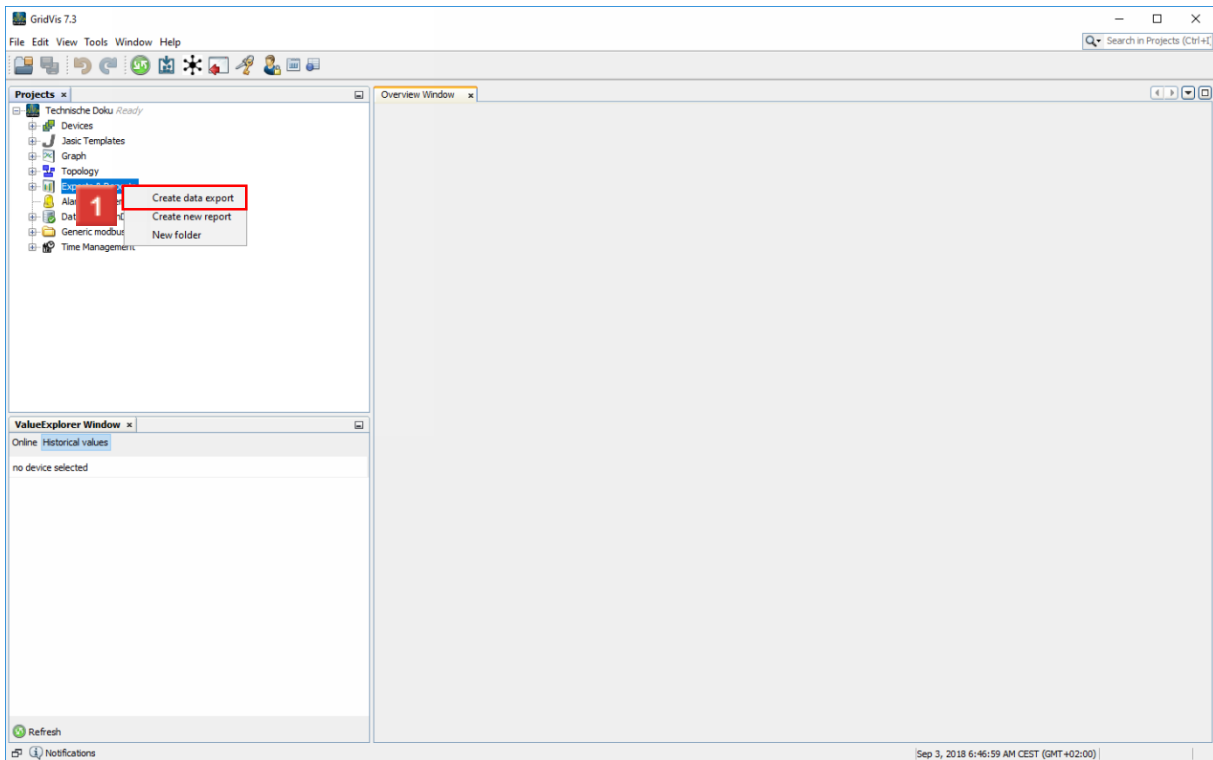 GridVis 7.3
File Edit View Tools Window Help
Search in Projects (Ctrl+I)
Projects
Technische Doku Ready
Devices
Jasic Templates
Graph
Topology
1
Create data export
Create new report
New folder
Generic modbus
Time Management
Overview Window
ValueExplorer Window
Online Historical values
no device selected
Refresh
Notifications
Sep 3, 2018 6:46:59 AM CEST (GMT+02:00)